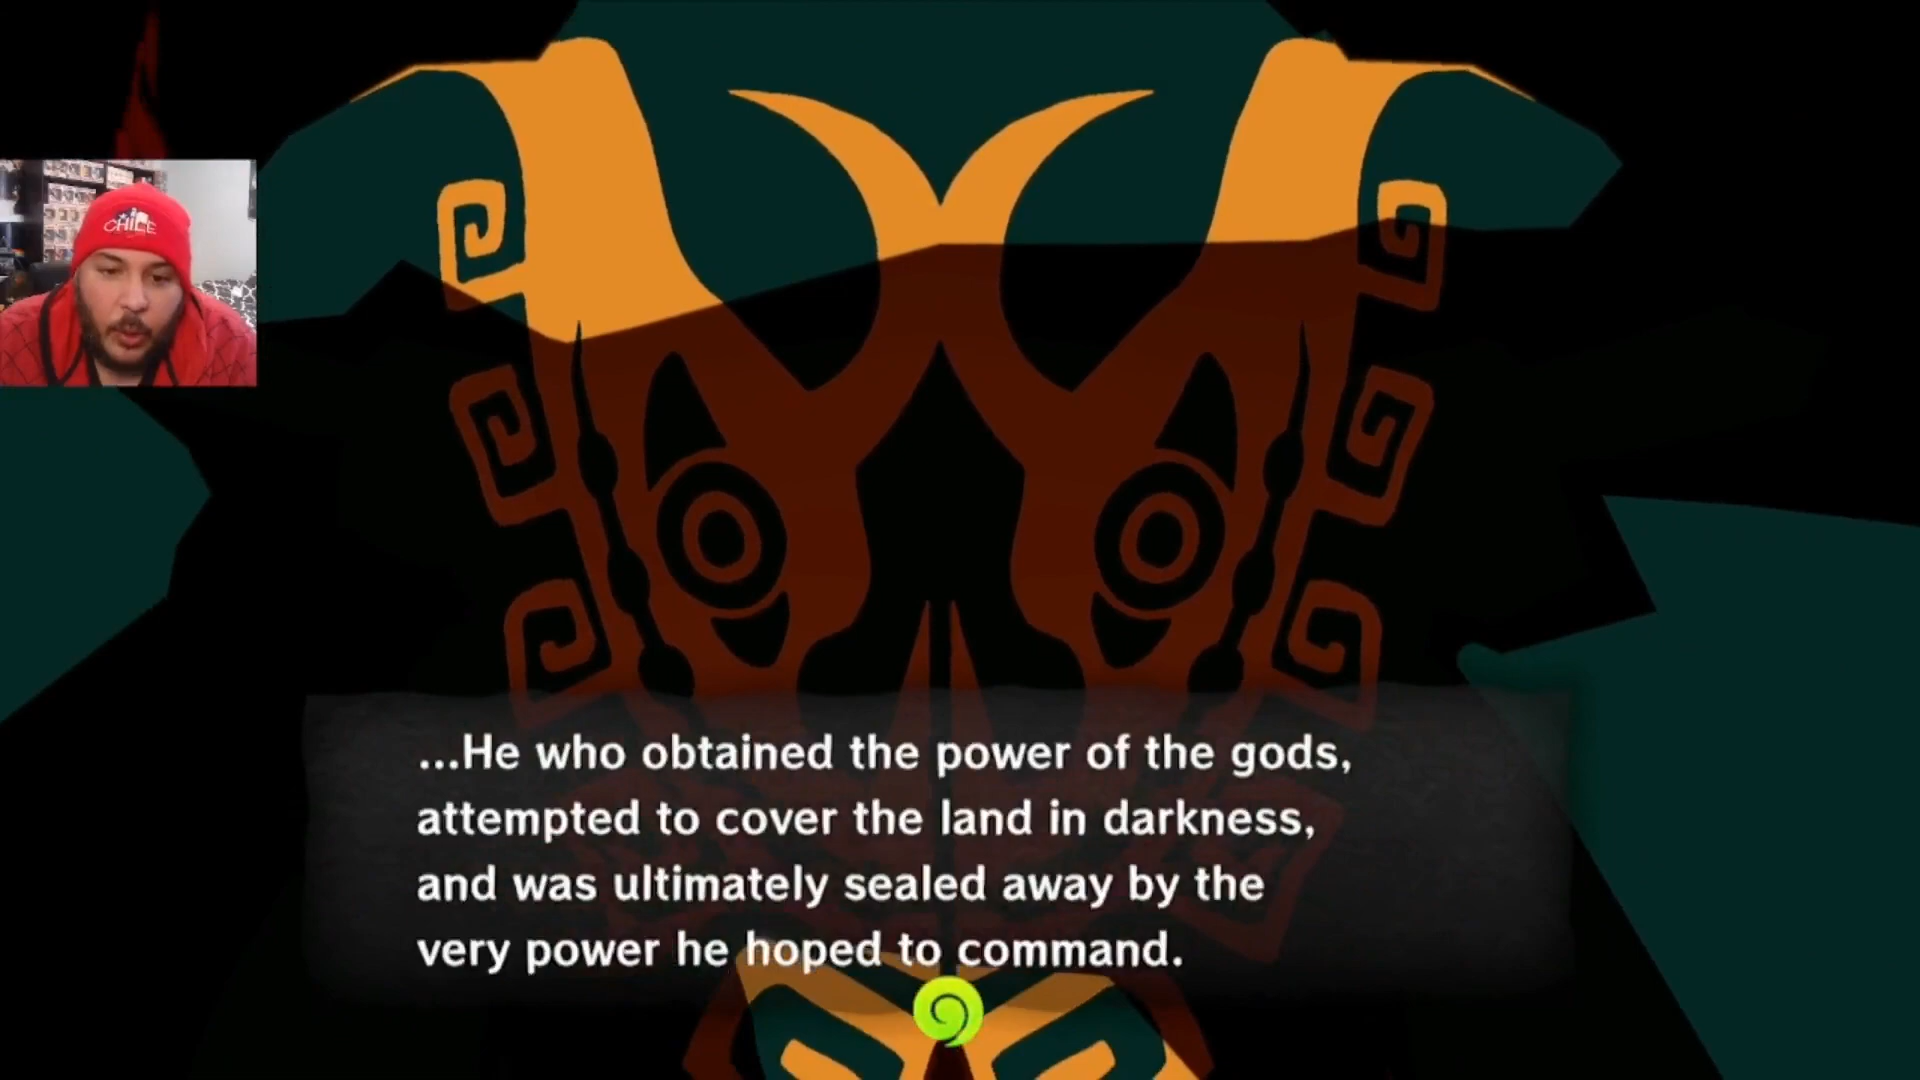 CHILE
...He who obtained the power of the gods,
attempted to cover the land in darkness,
and was ultimately sealed away by the
very power he hoped to command.